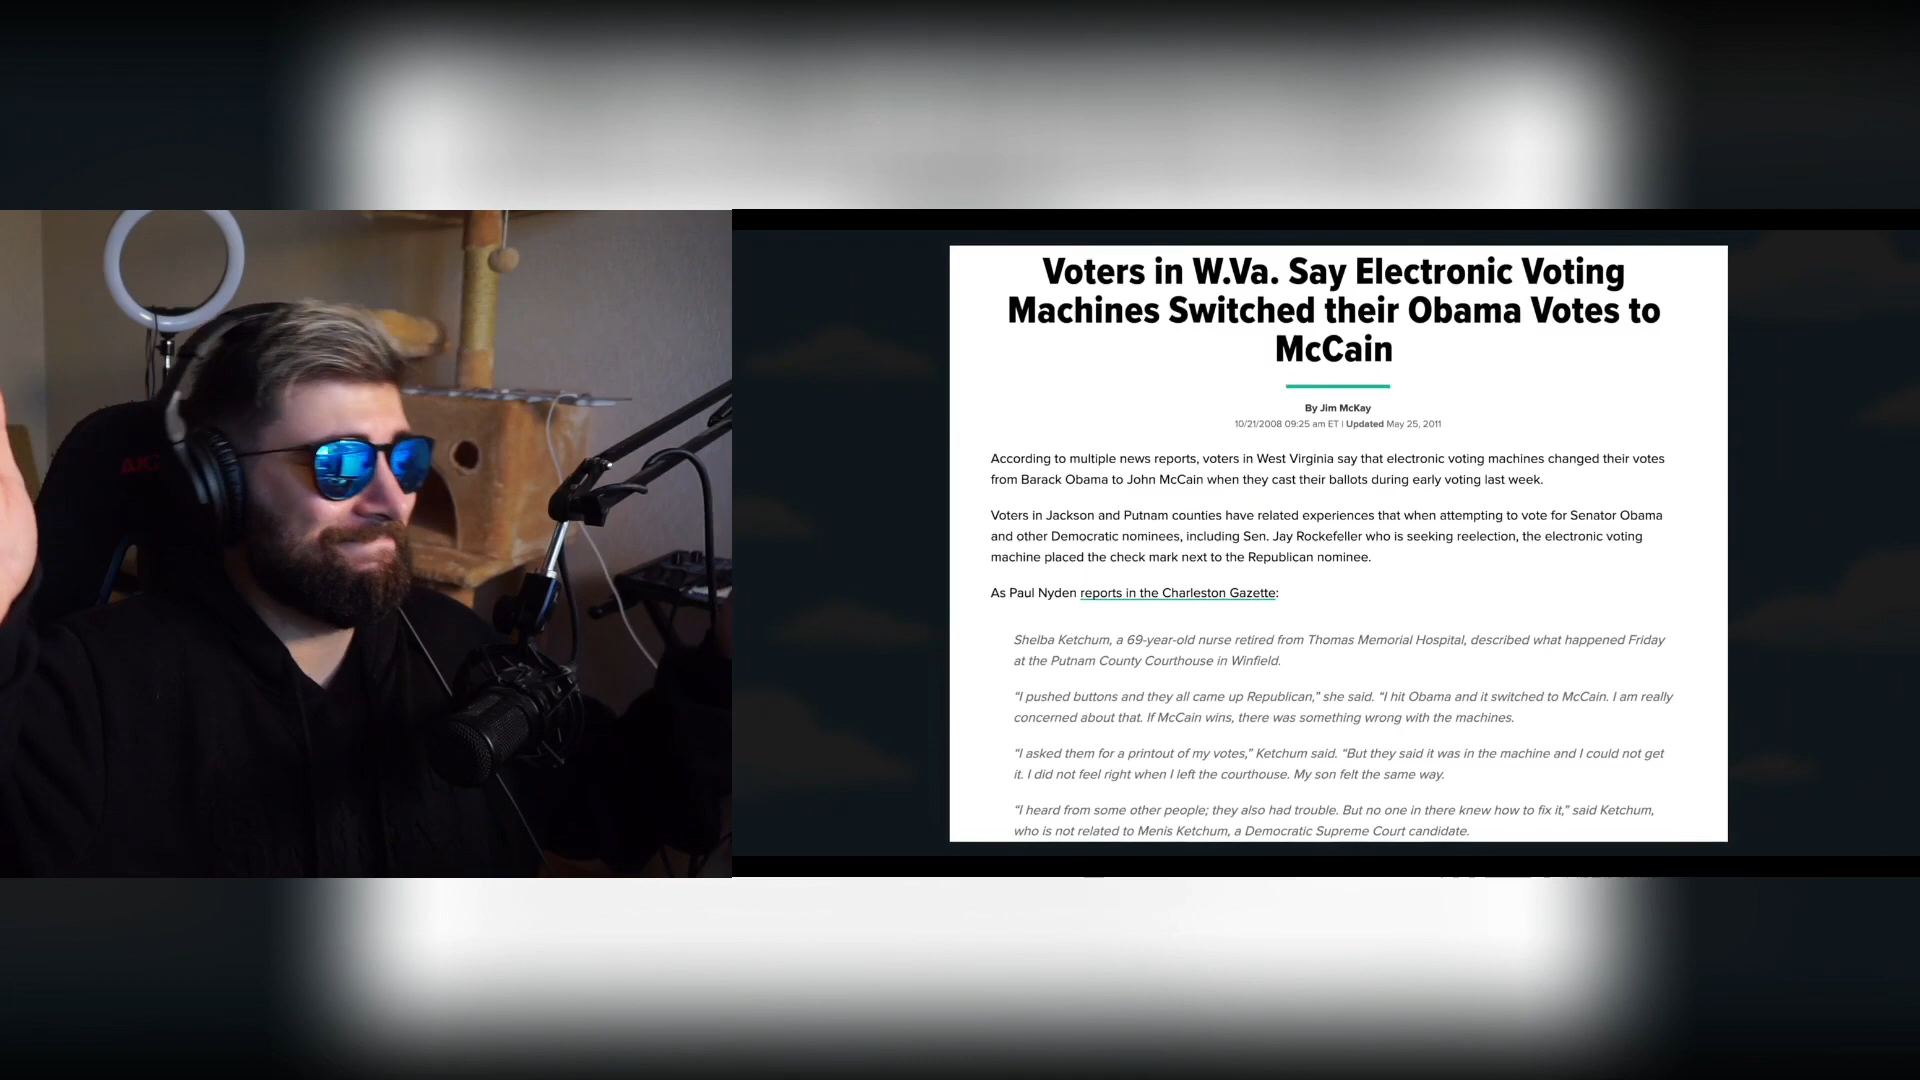 Voters in W.Va. Say Electronic Voting
Machines Switched their Obama Votes to
McCain
By Jim McKay
10/21/2008 09:25 am ET | Updated May 25, 2011
According to multiple news reports, voters in West Virginia say that electronic voting machines changed their votes
from Barack Obama to John McCain when they cast their ballots during early voting last week.
Voters in Jackson and Putnam counties have related experiences that when attempting to vote for Senator Obama
and other Democratic nominees, including Sen. Jay Rockefeller who is seeking reelection, the electronic voting
machine placed the check mark next to the Republican nominee.
As Paul Nyden reports in the Charleston Gazette:
Shelba Ketchum, a 69-year-old nurse retired from Thomas Memorial Hospital, described what happened Friday
at the Putnam County Courthouse in Winfield.
“I pushed buttons and they all came up Republican,” she said. “I hit Obama and it switched to McCain. I am really
concerned about that. If McCain wins, there was something wrong with the machines.
“I asked them for a printout of my votes,” Ketchum said. “But they said it was in the machine and I could not get
it. I did not feel right when I left the courthouse. My son felt the same way.
“I heard from some other people; they also had trouble. But no one in there knew how to fix it,” said Ketchum,
who is not related to Menis Ketchum, a Democratic Supreme Court candidate.